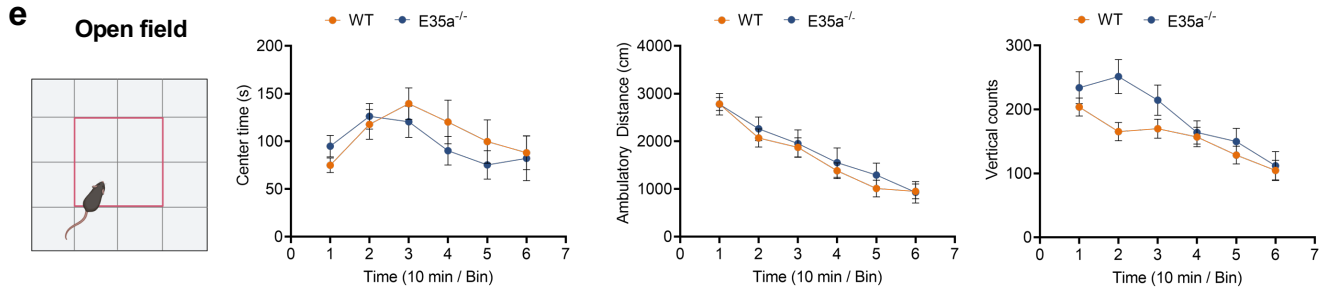 e
Open field
WT E35a-/-
Center time (s)
200
150
100
50
0
0 1 2 3 4 5 6 7
Time (10 min / Bin)
WT E35a-/-
Ambulatory Distance (cm)
4000
3000
2000
1000
0
0 1 2 3 4 5 6 7
Time (10 min / Bin)
WT E35a-/-
Vertical counts
300
200
100
0
0 1 2 3 4 5 6 7
Time (10 min / Bin)